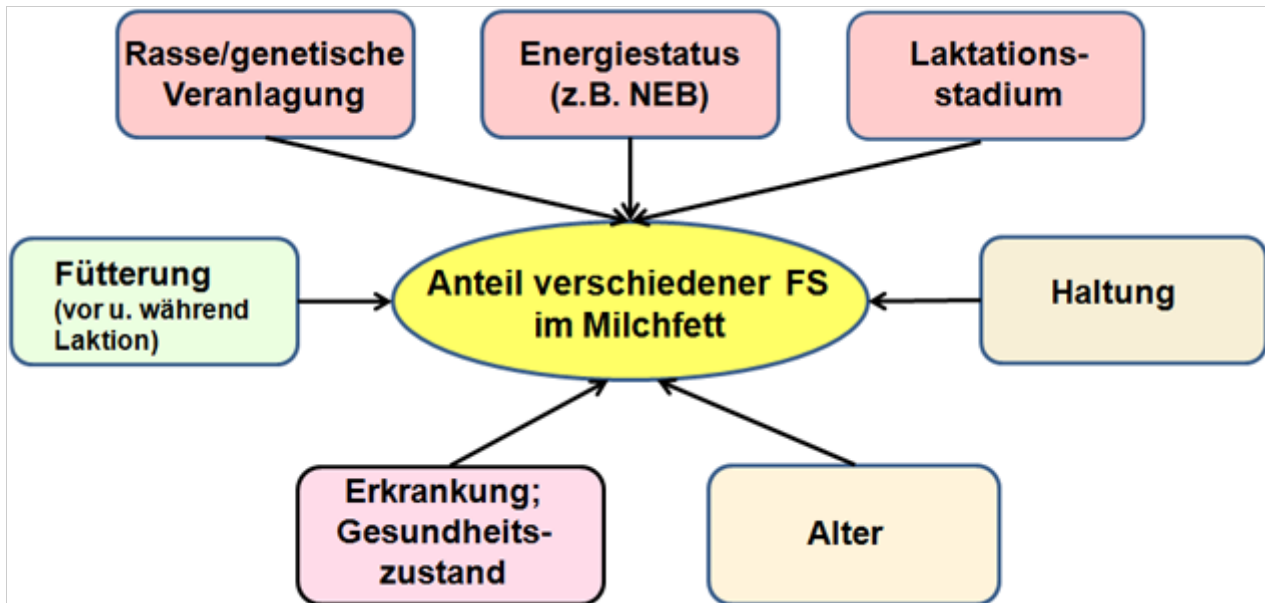 Rasse/genetische
Veranlagung
Energiestatus
(z.B. NEB)
Laktations-
stadium
Fütterung
(vor u. während
Laktion)
Anteil verschiedener FS
im Milchfett
Haltung
Erkrankung;
Gesundheits-
zustand
Alter